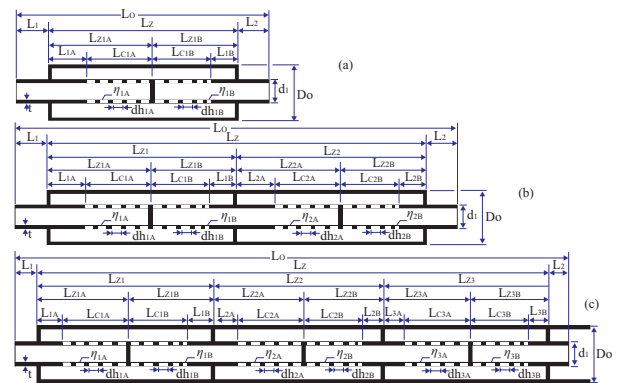 Lo
L1 Lz L2
LZ1A LZ1B
L1A LC1A LC1B L1B
(a)
η1A η1B d1 Do
t dh1A dh1B
Lo
L1 Lz L2
LZ1 LZ2
LZ1A LZ1B LZ2A LZ2B
L1A LC1A LC1B L1B L2A LC2A LC2B L2B
(b)
η1A η1B η2A η2B d1 Do
t dh1A dh1B dh2A dh2B
Lo
L1 Lz L2
LZ1 LZ2 LZ3
LZ1A LZ1B LZ2A LZ2B LZ3A LZ3B (c)
L1A LC1A LC1B L1B L2A LC2A LC2B L2B L3A LC3A LC3B L3B
η1A η1B η2A η2B η3A η3B d1 Do
t dh1A dh1B dh2A dh2B dh3A dh3B